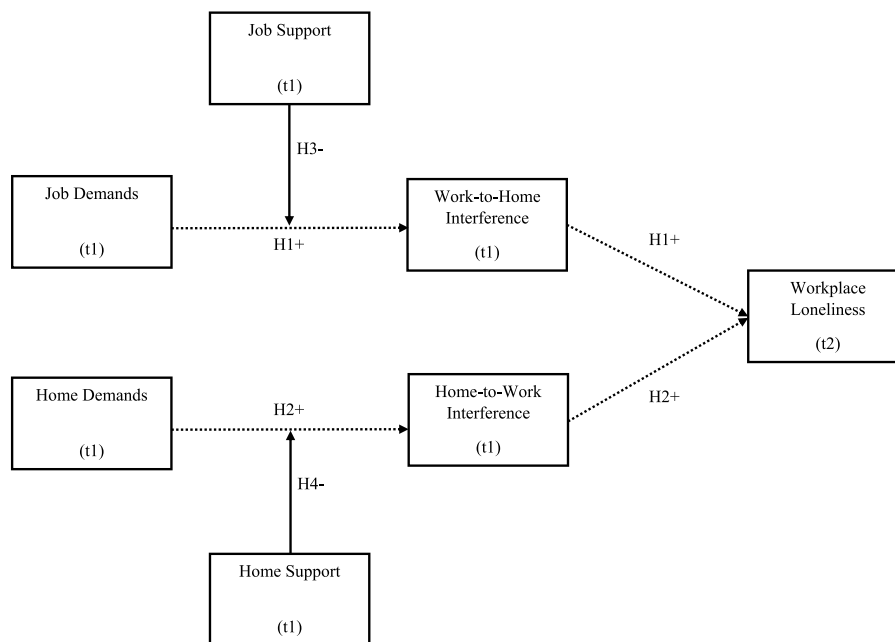 Job Support
(t1)
H3-
Job Demands
(t1)
H1+
Work-to-Home
Interference
(t1)
H1+
Workplace
Loneliness
(t2)
Home Demands
(t1)
H2+
Home-to-Work
Interference
(t1)
H2+
H4-
Home Support
(t1)